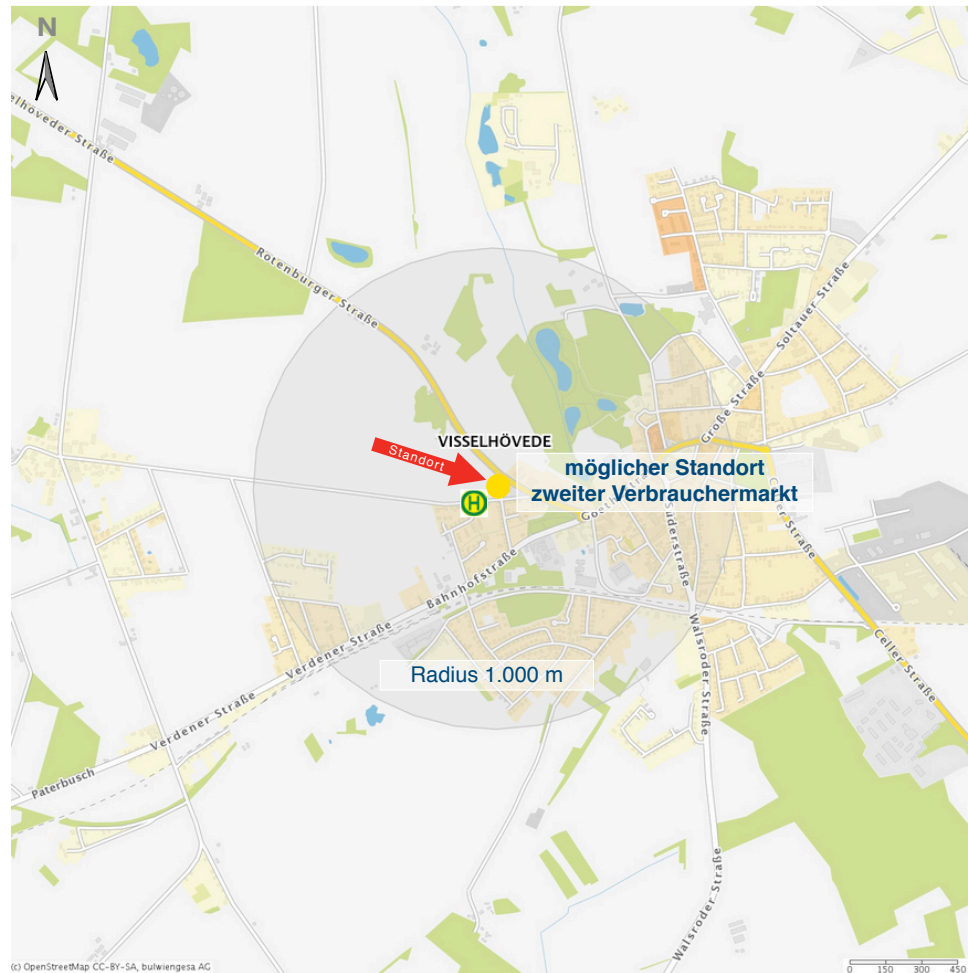 N
elhöveder Straße
Rotenburger Straße
Soltauer Straße
Große Straße
VISSELHÖVEDE
Standort
möglicher Standort
zweiter Verbrauchermarkt
H
Goethestraße
Celler Straße
Süderstraße
Bahnhofstraße
Verdener Straße
Walsroder Straße
Celler Straße
Radius 1.000 m
Verdener Straße
Paterbusch
Walsroder Straße
(c) OpenStreetMap CC-BY-SA, bulwiengesa AG
150 300 450